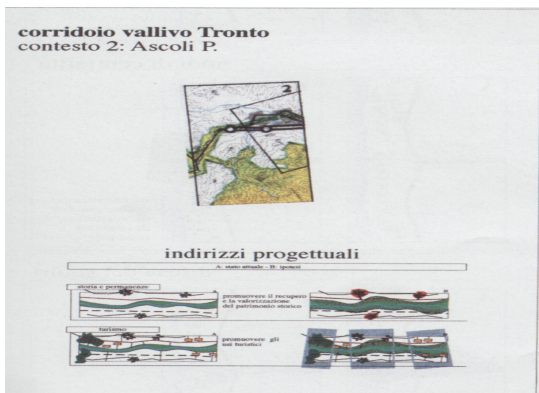 corridoio vallivo Tronto
contesto 2: Ascoli P.
2
indirizzi progettuali
A: stato attuale - B: ipotesi
storia e permanenze
promuovere il recupero
e la valorizzazione
del patrimonio storico
turismo
promuovere gli
usi turistici